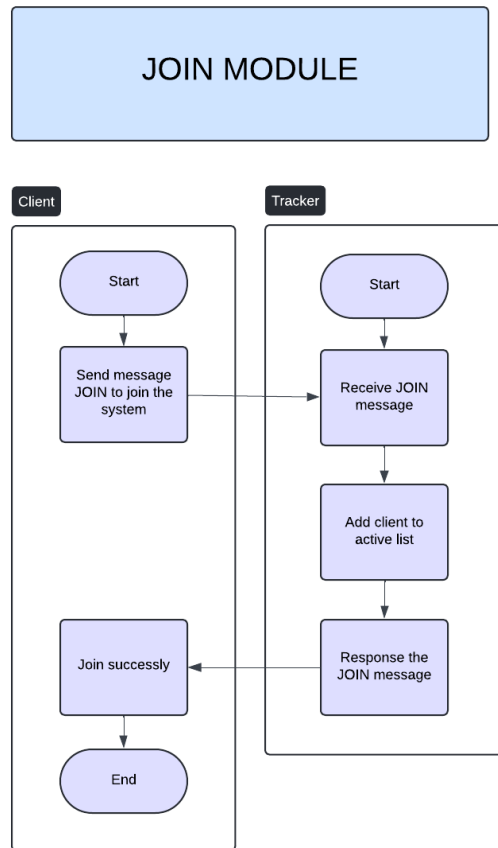 JOIN MODULE
Client
Tracker
Start
Start
Send message
JOIN to join the
system
Receive JOIN
message
Add client to
active list
Join successly
Response the
JOIN message
End